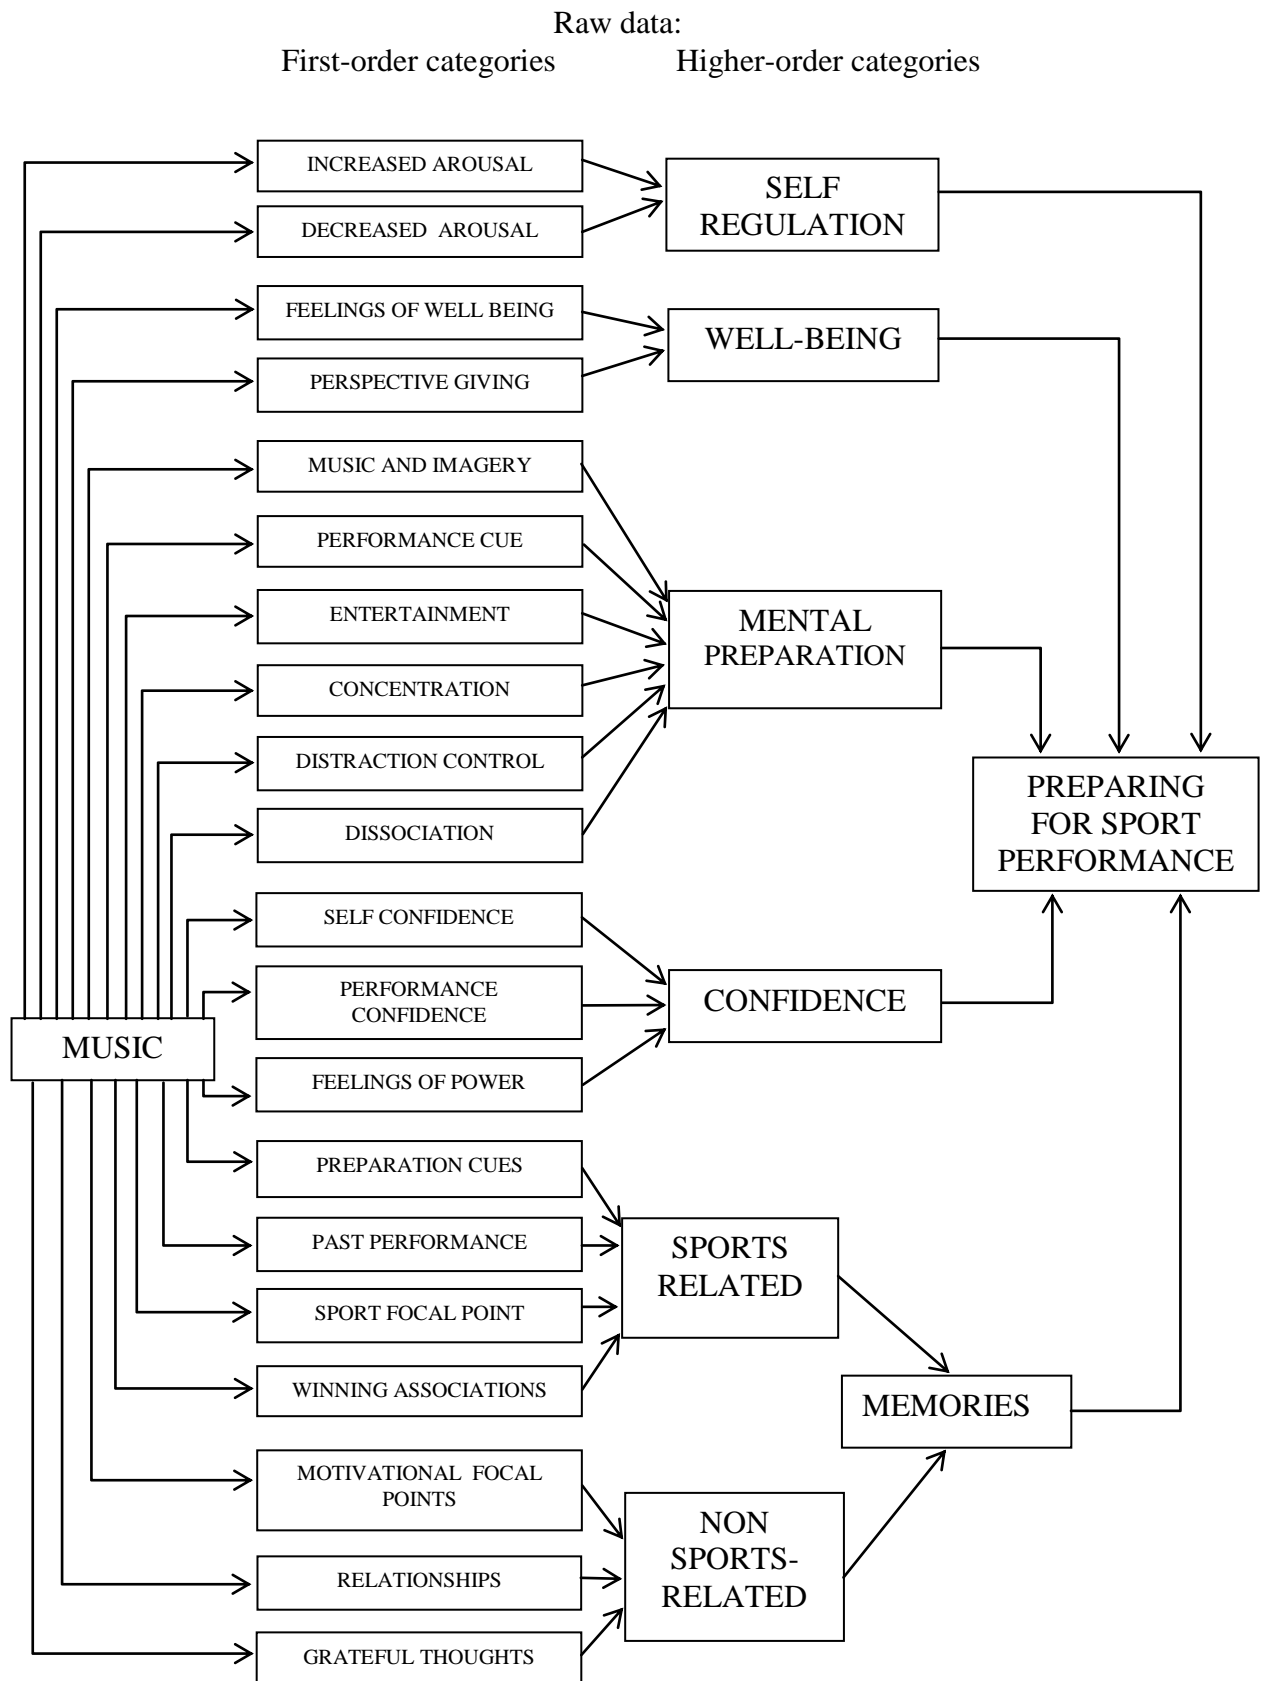 Raw data:
First-order categories
Higher-order categories
INCREASED AROUSAL
DECREASED AROUSAL
SELF
REGULATION
FEELINGS OF WELL BEING
PERSPECTIVE GIVING
WELL-BEING
MUSIC AND IMAGERY
PERFORMANCE CUE
ENTERTAINMENT
CONCENTRATION
DISTRACTION CONTROL
DISSOCIATION
MENTAL
PREPARATION
PREPARING
FOR SPORT
PERFORMANCE
SELF CONFIDENCE
PERFORMANCE
CONFIDENCE
FEELINGS OF POWER
CONFIDENCE
MUSIC
PREPARATION CUES
PAST PERFORMANCE
SPORT FOCAL POINT
WINNING ASSOCIATIONS
SPORTS
RELATED
MEMORIES
MOTIVATIONAL FOCAL
POINTS
RELATIONSHIPS
GRATEFUL THOUGHTS
NON
SPORTS-
RELATED